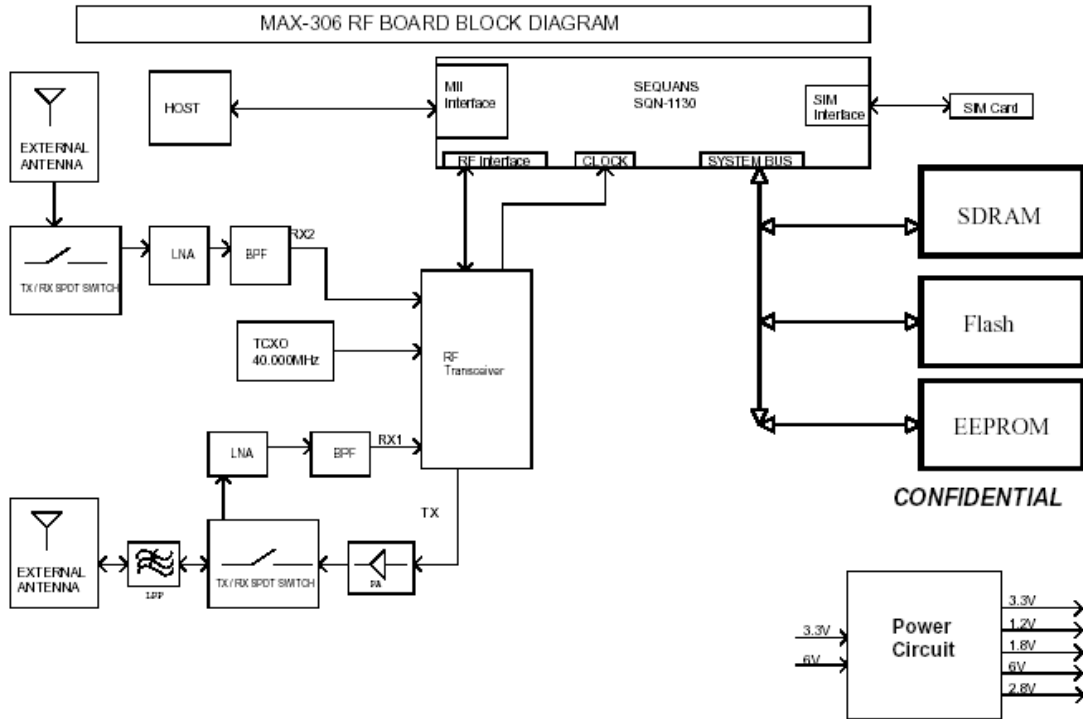 MAX-306 RF BOARD BLOCK DIAGRAM
EXTERNAL
ANTENNA
HOST
MII
Interface
SEQUANS
SQN-1130
SIM
Interface
SIM Card
RF Interface
CLOCK
SYSTEM BUS
TX / RX SPDT SWITCH
LNA
BPF
RX2
SDRAM
TCXO
40.000MHz
RF
Transceiver
Flash
LNA
BPF
RX1
EEPROM
CONFIDENTIAL
TX
EXTERNAL
ANTENNA
LPF
TX / RX SPDT SWITCH
PA
Power
Circuit
3.3V
6V
3.3V
1.2V
1.8V
6V
2.8V